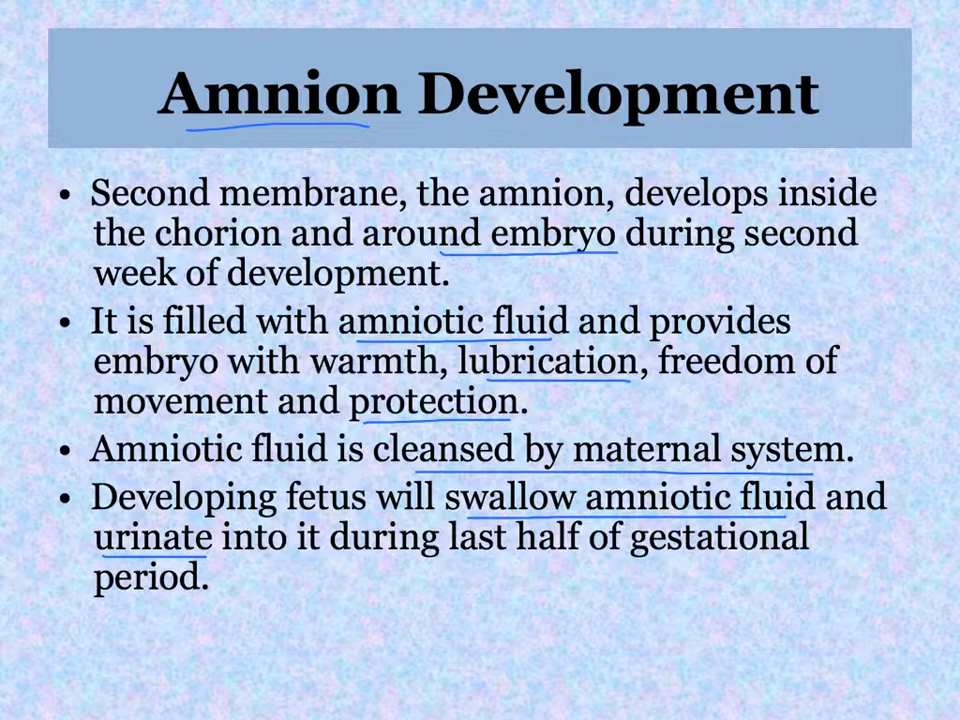 Amnion Development
• Second membrane, the amnion, develops inside
the chorion and around embryo during second
week of development.
• It is filled with amniotic fluid and provides
embryo with warmth, lubrication, freedom of
movement and protection.
• Amniotic fluid is cleansed by maternal system.
• Developing fetus will swallow amniotic fluid and
urinate into it during last half of gestational
period.